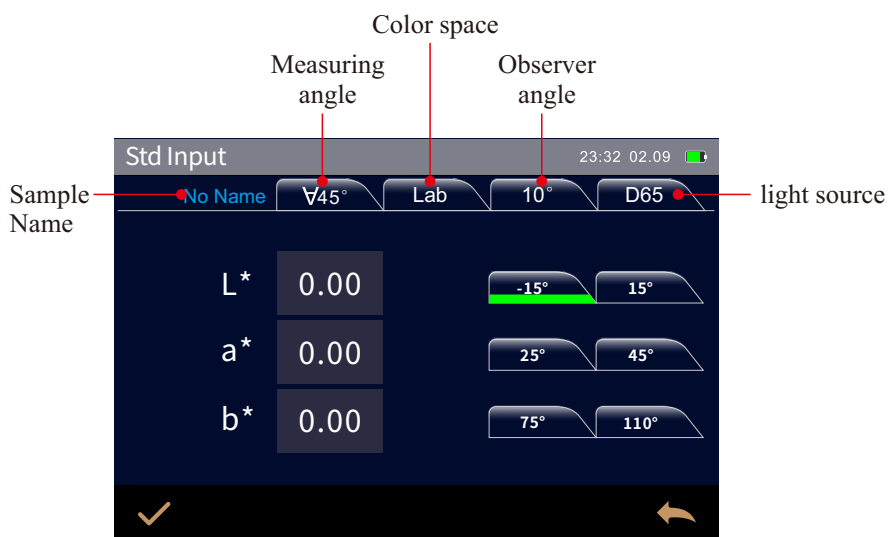 Color space
Measuring
angle
Observer
angle
Std Input
23:32 02.09
Sample
Name
No Name
∀45°
Lab
10°
D65
light source
L*
0.00
-15°
15°
a*
0.00
25°
45°
b*
0.00
75°
110°